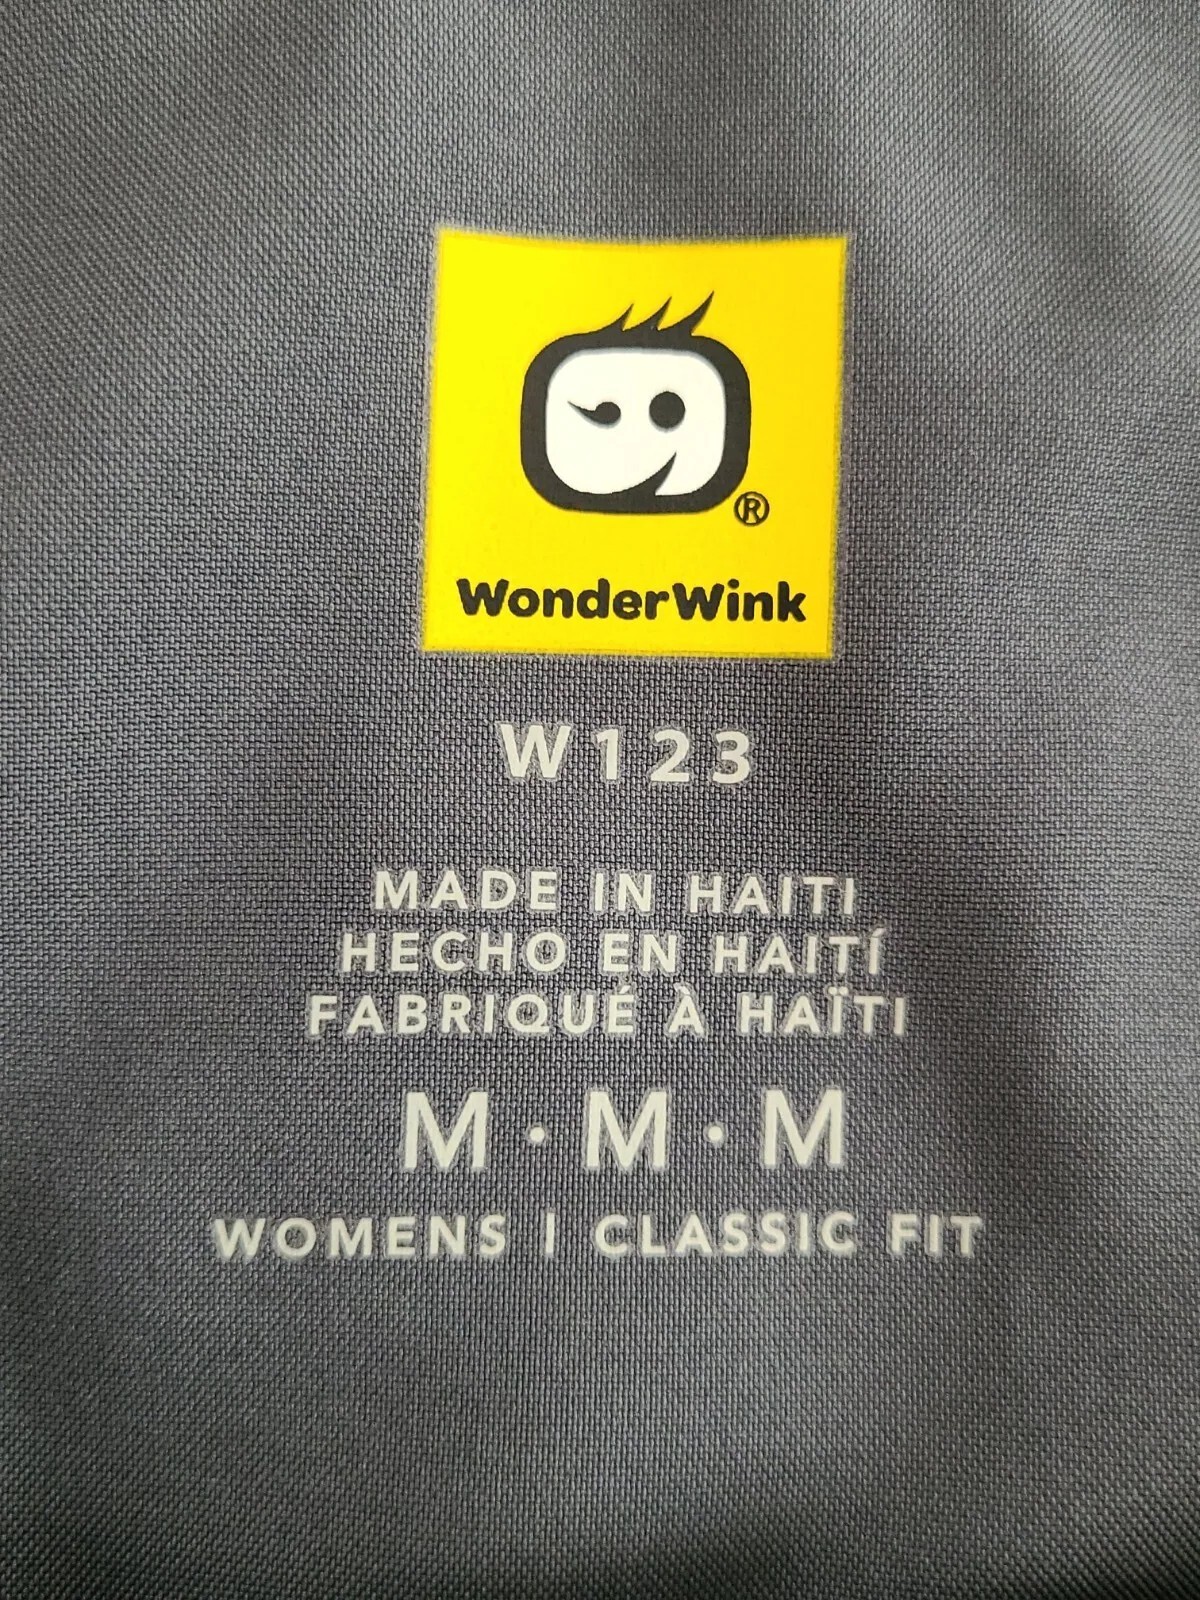 ®
WonderWink
W123
MADE IN HAITI
HECHO EN HAITÍ
FABRIQUÉ À HAÏTI
M · M · M
WOMENS | CLASSIC FIT